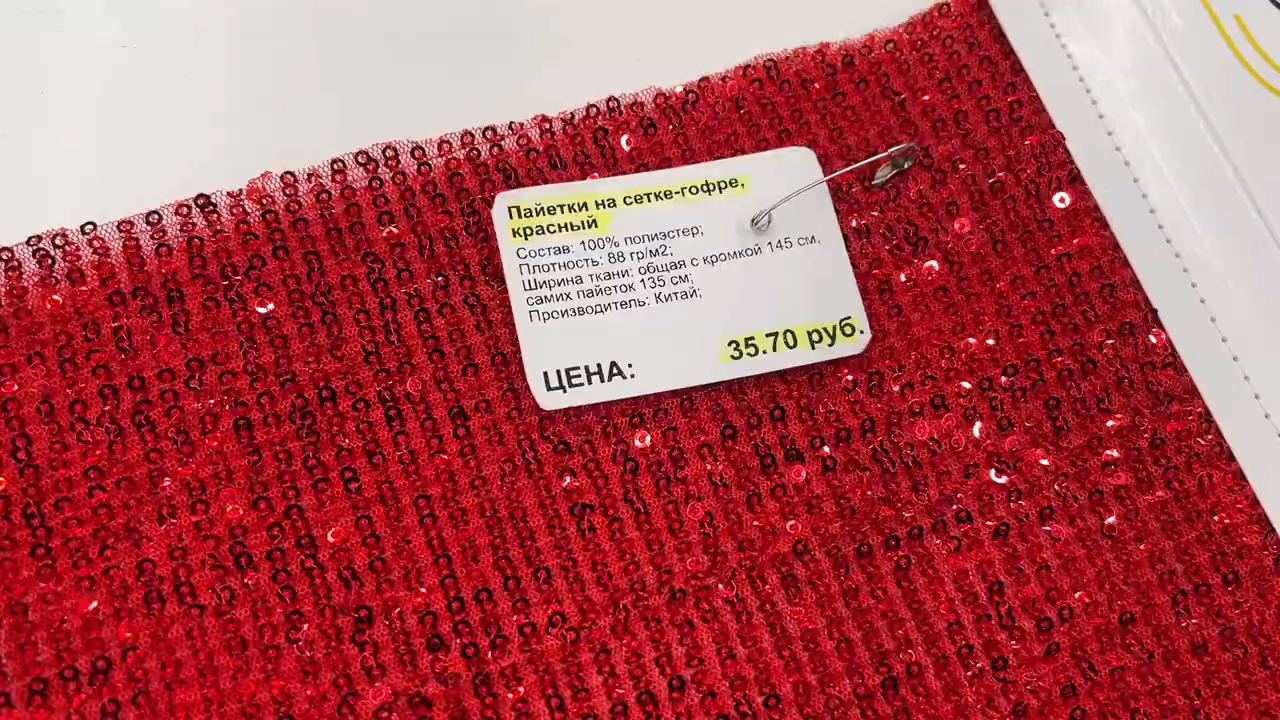 Пайетки на сетке-гофре,
красный
Состав: 100% полиэстер;
Плотность: 88 гр/м2;
Ширина ткани: общая с кромкой 145 см,
самих пайеток 135 см;
Производитель: Китай;
ЦЕНА: 35.70 руб.